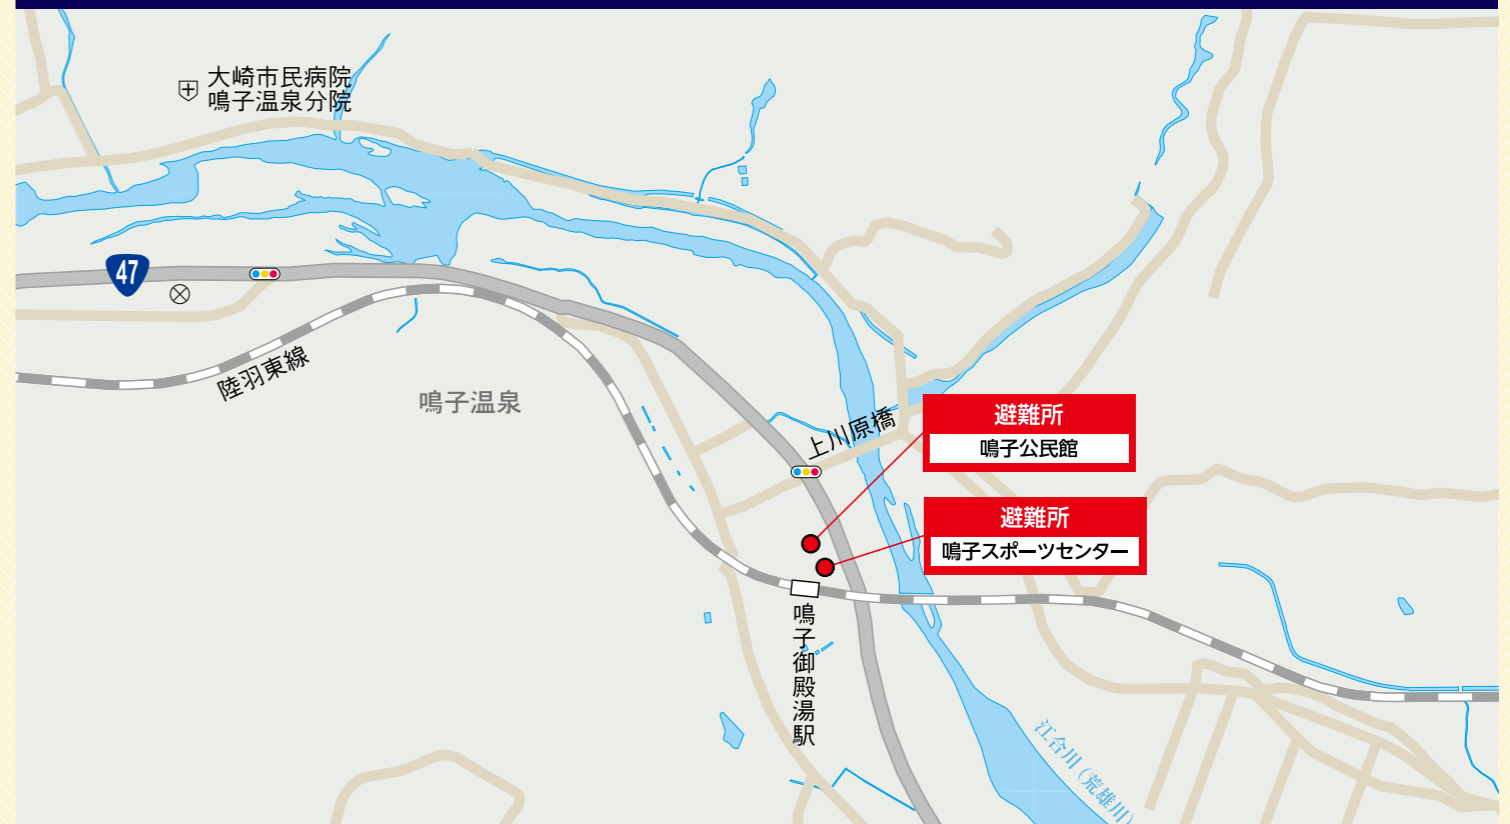 大崎市民病院
鳴子温泉分院
47
陸羽東線
鳴子温泉
上川原橋
避難所
鳴子公民館
避難所
鳴子スポーツセンター
鳴子御殿湯駅
江合川（荒雄川）